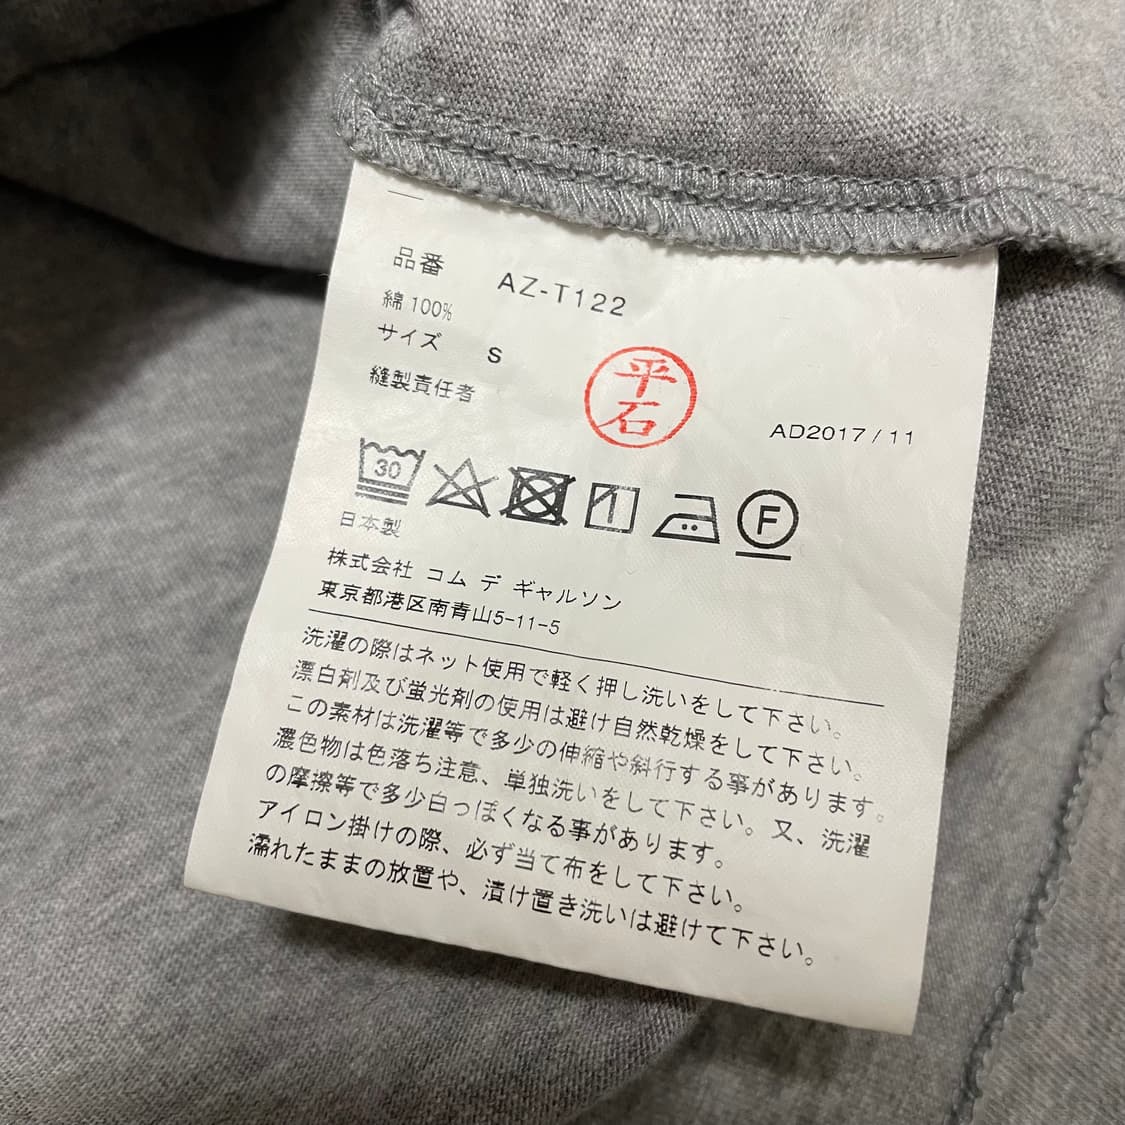 品番 AZ-T122
綿 100%
サイズ S
縫製責任者
平石
AD2017 / 11
30
1
F
日本製
株式会社 コム デ ギャルソン
東京都港区南青山5-11-5
洗濯の際はネット使用で軽く押し洗いをして下さい。
漂白剤及び蛍光剤の使用は避け自然乾燥をして下さい。
この素材は洗濯等で多少の伸縮や斜行する事があります。
濃色物は色落ち注意、単独洗いをして下さい。又、洗濯
の摩擦等で多少白っぽくなる事があります。
アイロン掛けの際、必ず当て布をして下さい。
濡れたままの放置や、漬け置き洗いは避けて下さい。